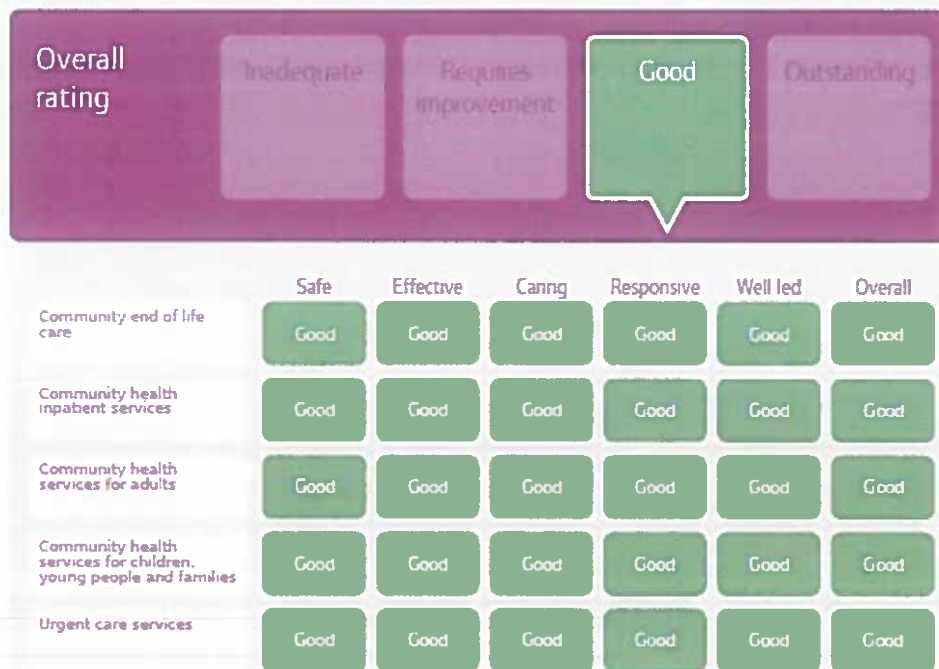 Overall
rating
Inadequate
Requires
improvement
Good
Outstanding
Safe Effective Caring Responsive Well led Overall
Community end of life
care
Good Good Good Good Good Good
Community health
inpatient services
Good Good Good Good Good Good
Community health
services for adults
Good Good Good Good Good Good
Community health
services for children,
young people and families
Good Good Good Good Good Good
Urgent care services
Good Good Good Good Good Good